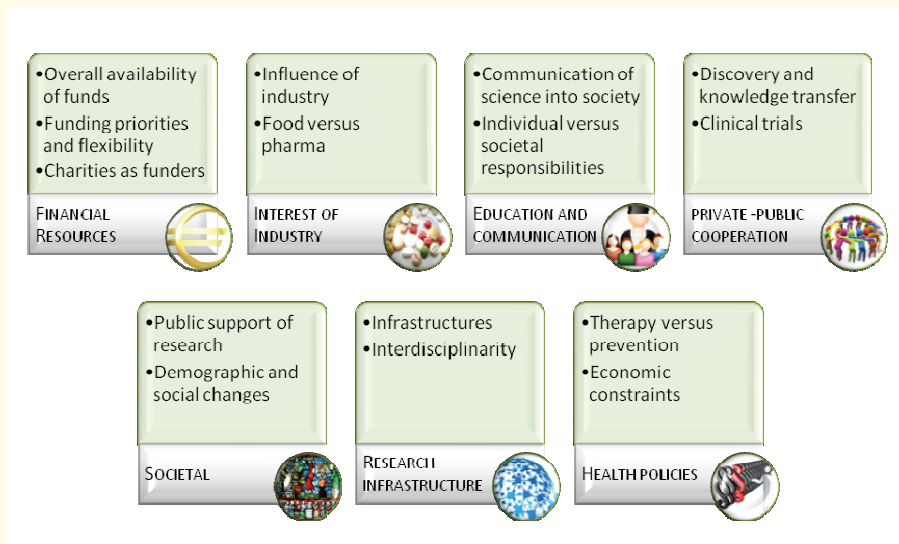 •Overall availability
of funds
•Funding priorities
and flexibility
•Charities as funders
FINANCIAL
RESOURCES
•Influence of
industry
•Food versus
pharma
INTEREST OF
INDUSTRY
•Communication of
science into society
•Individual versus
societal
responsibilities
EDUCATION AND
COMMUNICATION
•Discovery and
knowledge transfer
•Clinical trials
PRIVATE -PUBLIC
COOPERATION
•Public support of
research
•Demographic and
social changes
SOCIETAL
•Infrastructures
•Interdisciplinarity
RESEARCH
INFRASTRUCTURE
•Therapy versus
prevention
•Economic
constraints
HEALTH POLICIES